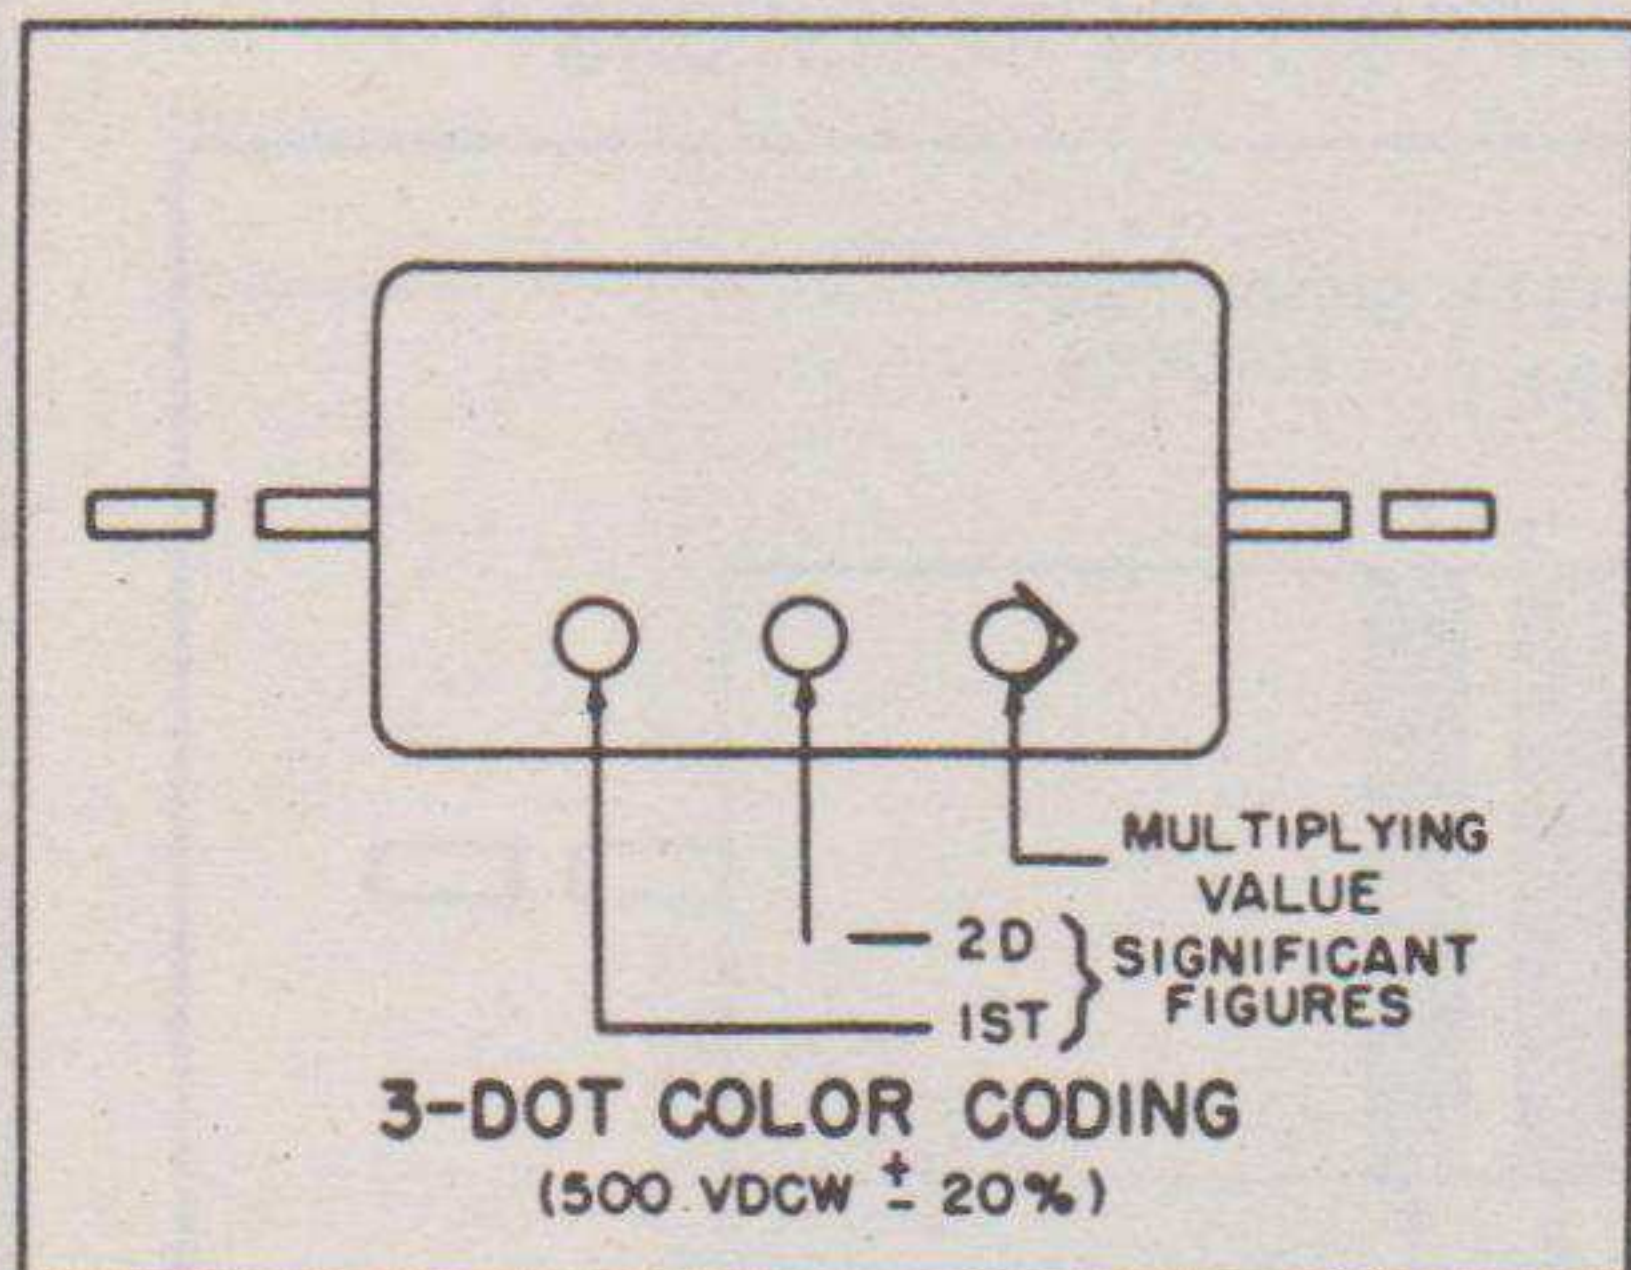 MULTIPLYING
VALUE
2D
SIGNIFICANT
1ST
FIGURES
3-DOT COLOR CODING
(500 VDCW ± 20%)